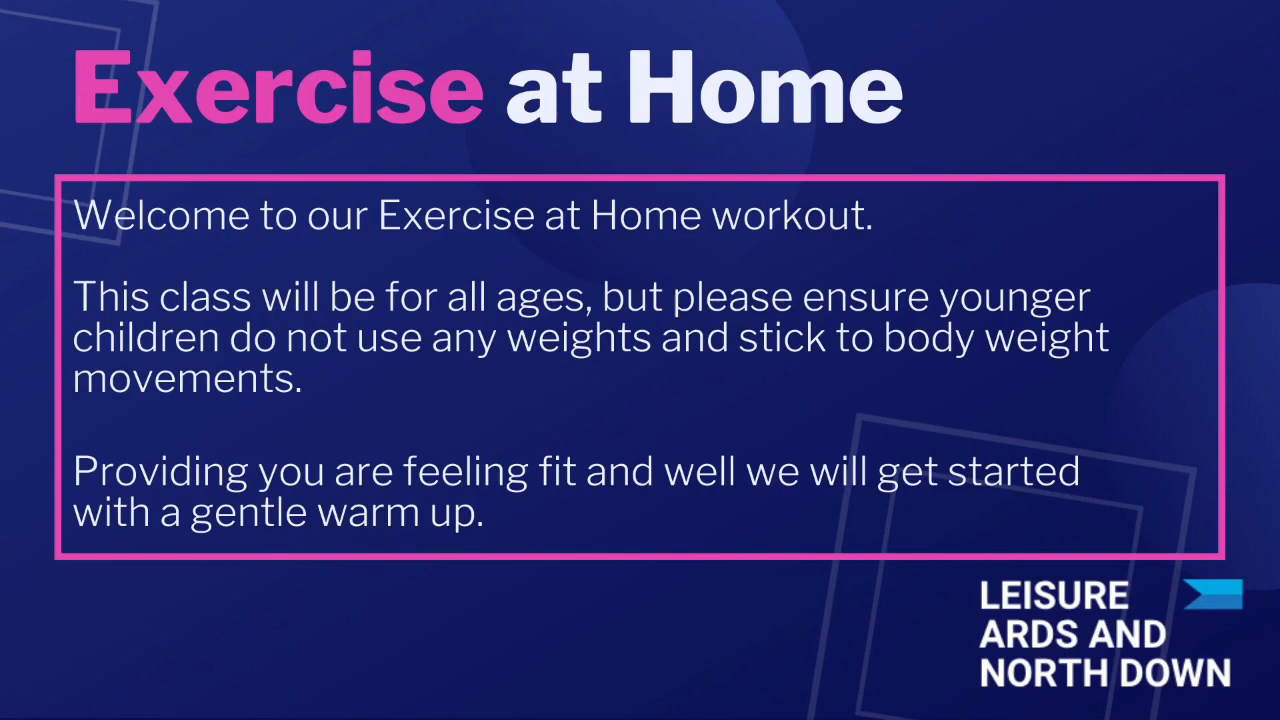 Exercise at Home
Welcome to our Exercise at Home workout.
This class will be for all ages, but please ensure younger
children do not use any weights and stick to body weight
movements.
Providing you are feeling fit and well we will get started
with a gentle warm up.
LEISURE
ARDS AND
NORTH DOWN